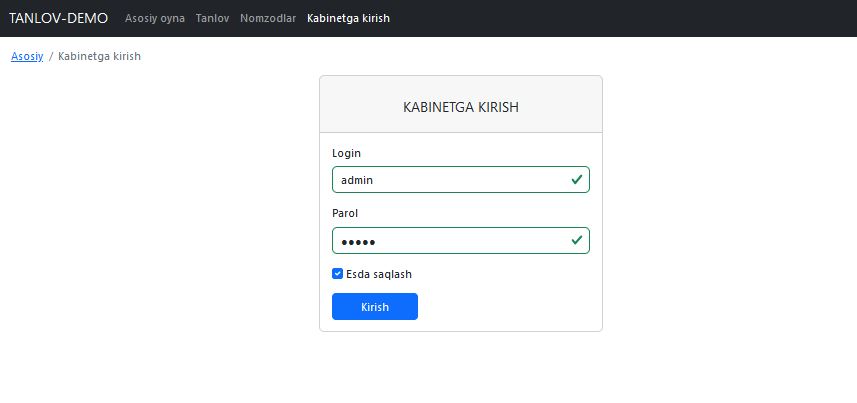 TANLOV-DEMO Asosiy oyna Tanlov Nomzodlar Kabinetga kirish
Asosiy / Kabinetga kirish
KABINETGA KIRISH
Login
admin
Parol
•••••
Esda saqlash
Kirish